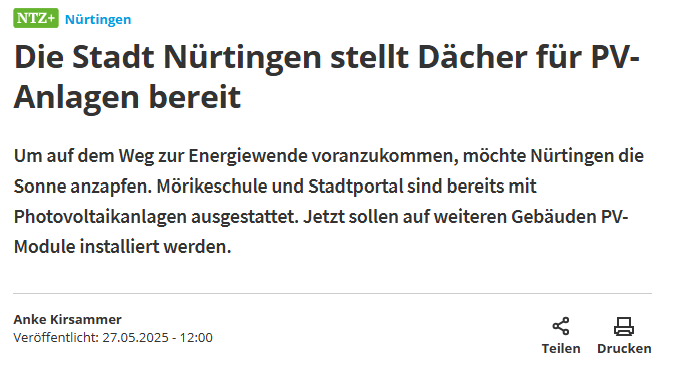 NTZ+ Nürtingen
Die Stadt Nürtingen stellt Dächer für PV-
Anlagen bereit
Um auf dem Weg zur Energiewende voranzukommen, möchte Nürtingen die
Sonne anzapfen. Mörikeschule und Stadtportal sind bereits mit
Photovoltaikanlagen ausgestattet. Jetzt sollen auf weiteren Gebäuden PV-
Module installiert werden.
Anke Kirsammer
Veröffentlicht: 27.05.2025 - 12:00
Teilen Drucken